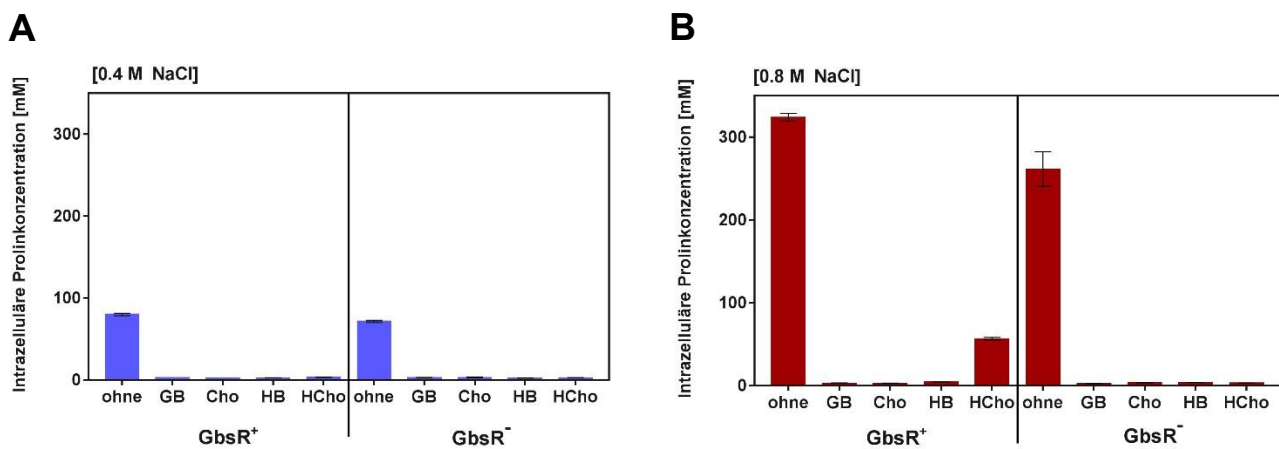 A
[0.4 M NaCl]
Intrazelluläre Prolinkonzentration [mM]
300
200
100
0
ohne GB Cho HB HCho ohne GB Cho HB HCho
GbsR⁺ GbsR⁻
B
[0.8 M NaCl]
Intrazelluläre Prolinkonzentration [mM]
300
200
100
0
ohne GB Cho HB HCho ohne GB Cho HB HCho
GbsR⁺ GbsR⁻